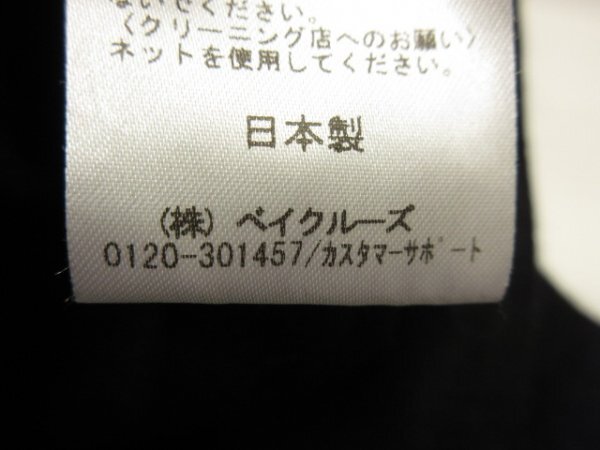 ないでください。
〈クリーニング店へのお願い〉
ネットを使用してください。
日本製
(株) ベイクルーズ
0120-301457/カスタマーサポート